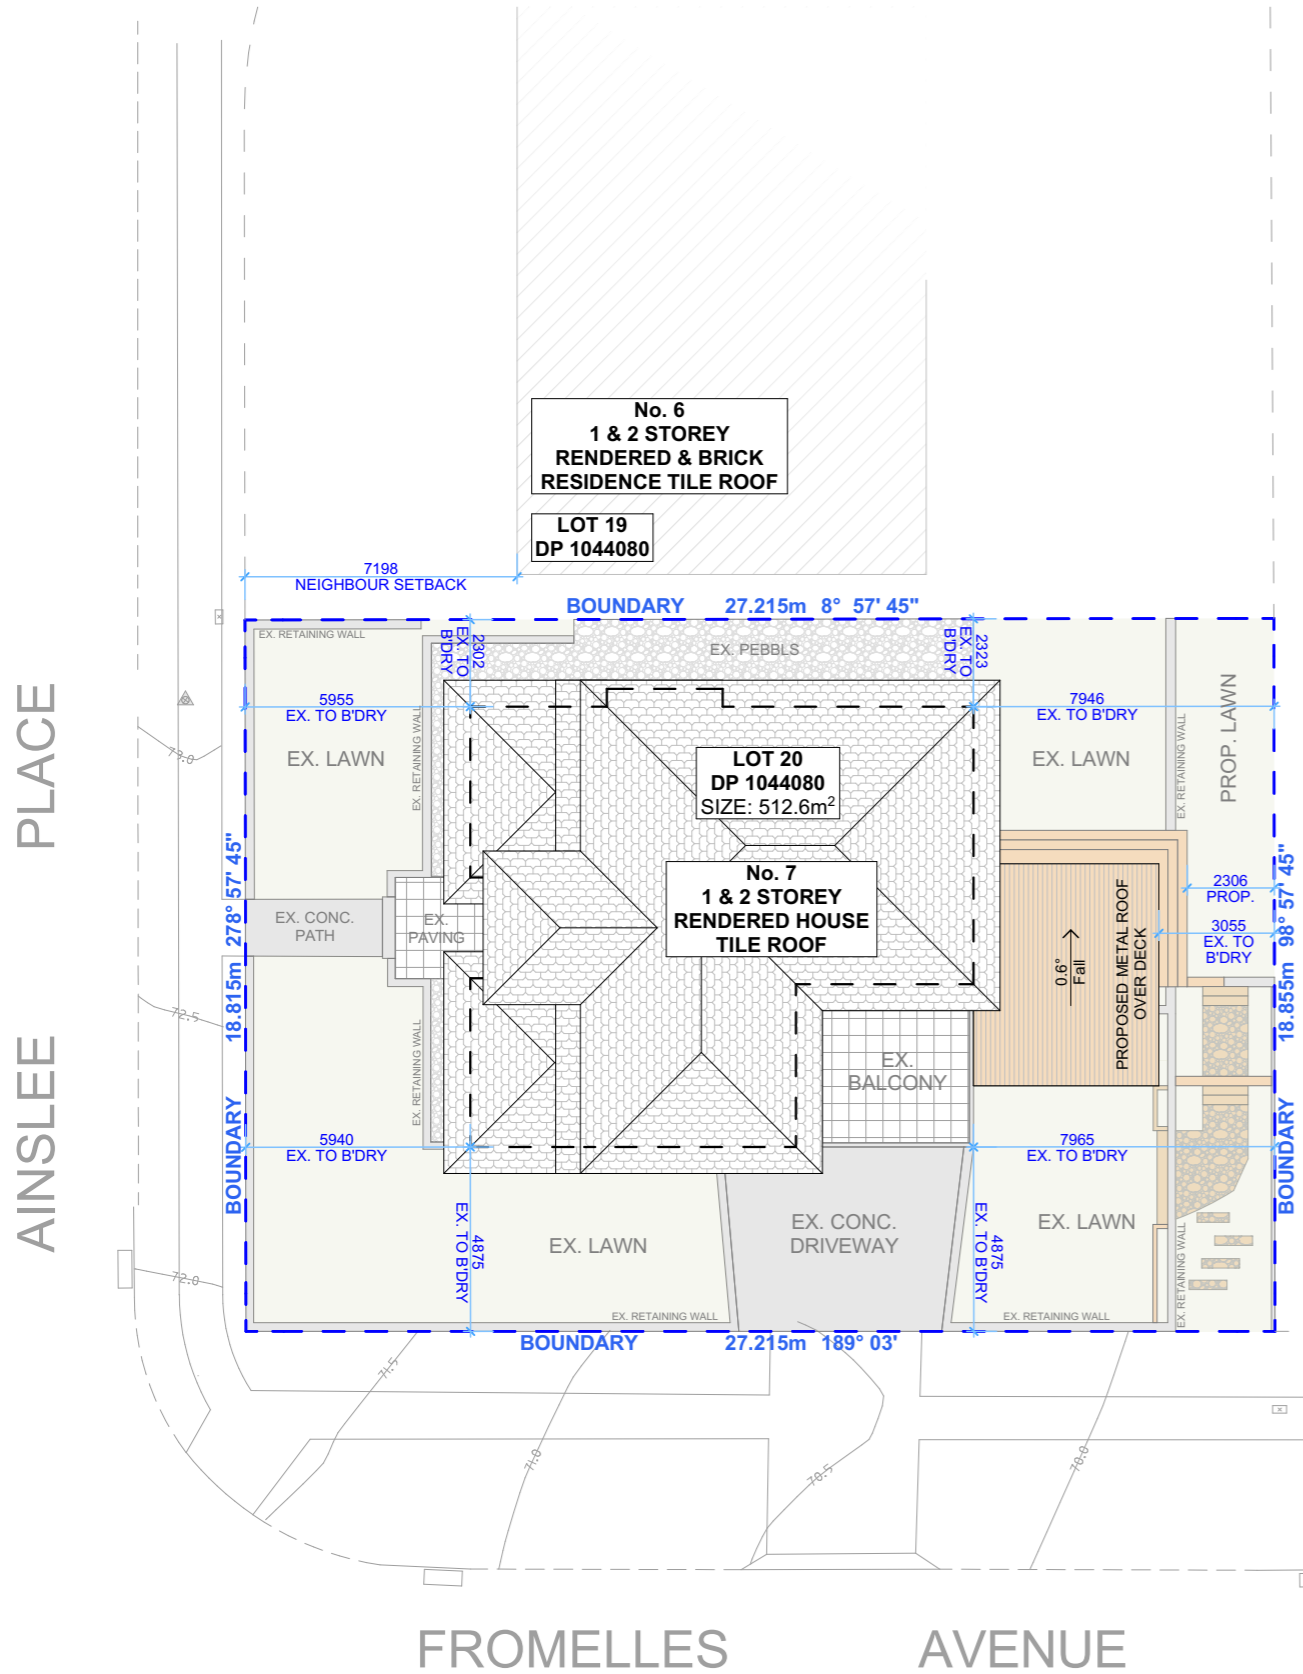 No. 6
1 & 2 STOREY
RENDERED & BRICK
RESIDENCE TILE ROOF
LOT 19
DP 1044080
7198
NEIGHBOUR SETBACK
BOUNDARY 27.215m 8° 57' 45"
EX. RETAINING WALL
EX. TO B'DRY
2302
EX. PEBBLS
EX. TO B'DRY
2323
5955
EX. TO B'DRY
7946
EX. TO B'DRY
EX. LAWN
EX. RETAINING WALL
LOT 20
DP 1044080
SIZE: 512.6m²
EX. LAWN
EX. RETAINING WALL
PROP. LAWN
PLACE
73.0
No. 7
1 & 2 STOREY
RENDERED HOUSE
TILE ROOF
2306
PROP.
3055
EX. TO
B'DRY
EX. CONC.
PATH
EX.
PAVING
0.6°
Fall
PROPOSED METAL ROOF
OVER DECK
BOUNDARY 18.815m 278° 57' 45"
BOUNDARY 18.855m 98° 57' 45"
72.5
EX. RETAINING WALL
EX.
BALCONY
AINSLEE
5940
EX. TO B'DRY
7965
EX. TO B'DRY
EX. LAWN
4875
EX. TO B'DRY
EX. CONC.
DRIVEWAY
4875
EX. TO B'DRY
EX. LAWN
EX. RETAINING WALL
72.0
EX. RETAINING WALL
EX. RETAINING WALL
BOUNDARY 27.215m 189° 03'
71.5
71.0
70.5
70.0
FROMELLES AVENUE